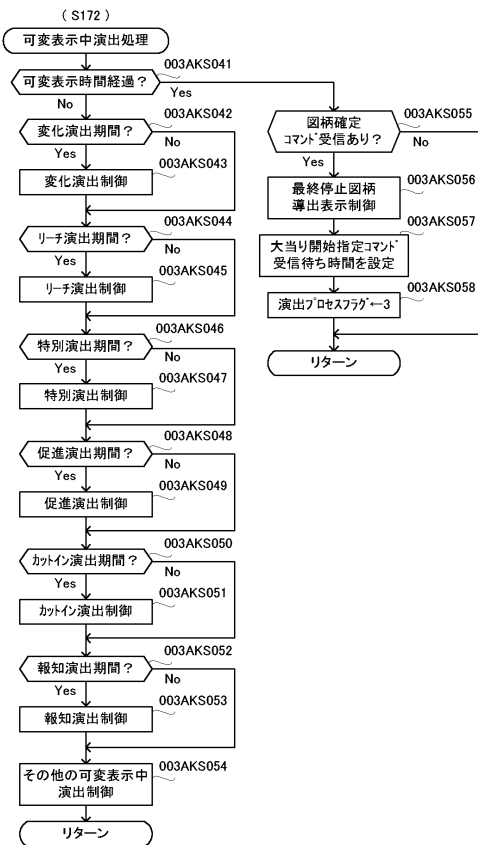 ( S172 )
可変表示中演出処理
可変表示時間経過？
003AKS041
Yes
No
変化演出期間？
003AKS042
No
Yes
変化演出制御
003AKS043
リーチ演出期間？
003AKS044
No
Yes
リーチ演出制御
003AKS045
特別演出期間？
003AKS046
No
Yes
特別演出制御
003AKS047
促進演出期間？
003AKS048
No
Yes
促進演出制御
003AKS049
カットイン演出期間？
003AKS050
No
Yes
カットイン演出制御
003AKS051
報知演出期間？
003AKS052
No
Yes
報知演出制御
003AKS053
その他の可変表示中
演出制御
003AKS054
リターン
図柄確定
コマンド受信あり？
003AKS055
No
Yes
最終停止図柄
導出表示制御
003AKS056
大当り開始指定コマンド
受信待ち時間を設定
003AKS057
演出プロセスフラグ←3
003AKS058
リターン